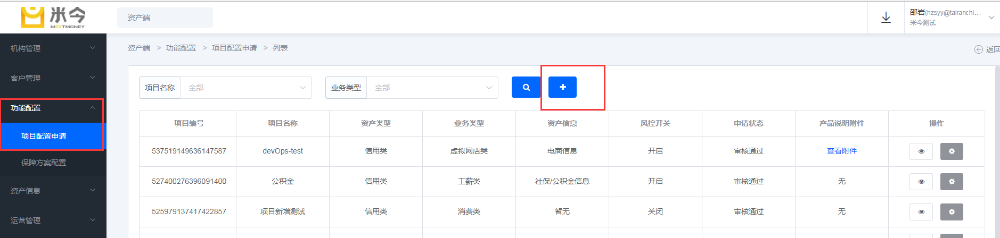 米今
MEETMONEY
资产端
邵岩(hzsyy@tairanchi...
米今测试
机构管理
客户管理
功能配置
项目配置申请
保障方案配置
资产信息
运营管理
资产端 > 功能配置 > 项目配置申请 > 列表
返回
项目名称 全部 业务类型 全部
项目编号 项目名称 资产类型 业务类型 资产信息 风控开关 申请状态 产品说明附件 操作
537519149636147587 devOps-test 信用类 虚拟网店类 电商信息 开启 审核通过 查看附件
527400276396091400 公积金 信用类 工薪类 社保/公积金信息 开启 审核通过 无
525979137417422857 项目新增测试 信用类 消费类 暂无 关闭 审核通过 无